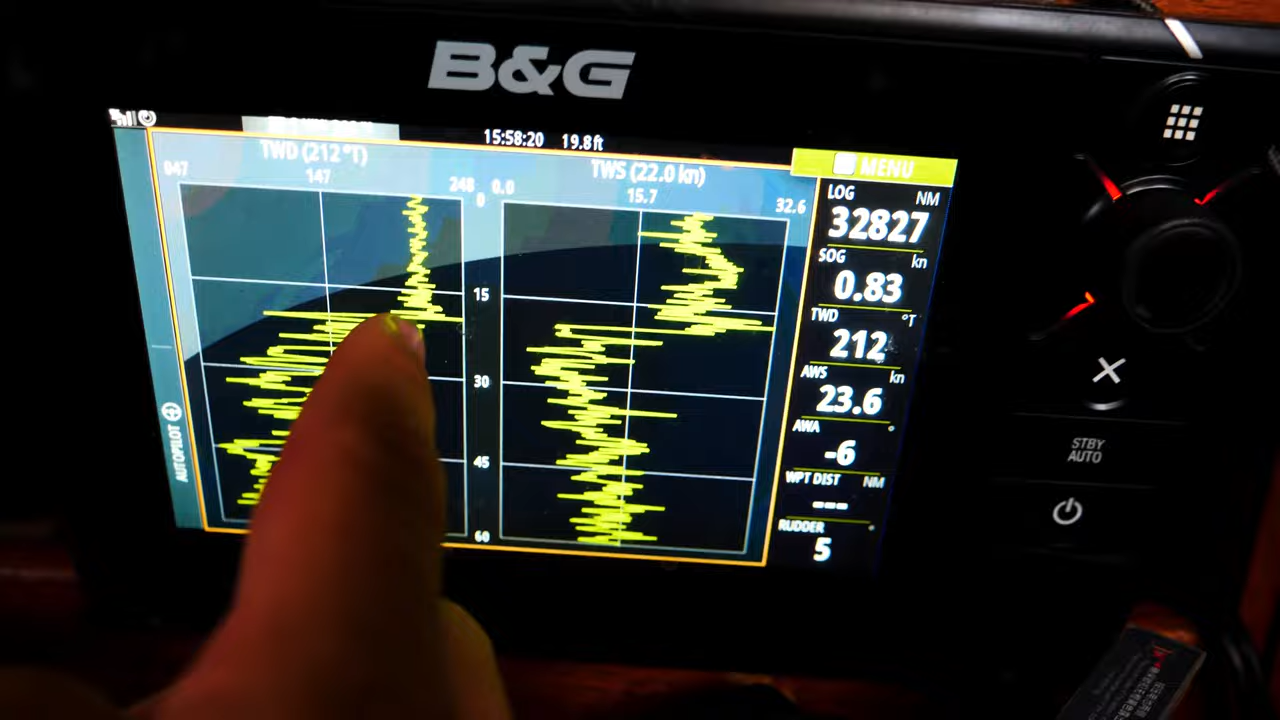 B&G
15:58:20 19.8ft
TWD (212°T)
047 147 248
TWS (22.0 kn)
0.0 15.7 32.6
0
15
30
45
60
AUTOPILOT
MENU
LOG NM
32827
SOG kn
0.83
TWD °T
212
AWS kn
23.6
AWA °
-6
WPT DIST NM
---
RUDDER °
5
STBY
AUTO